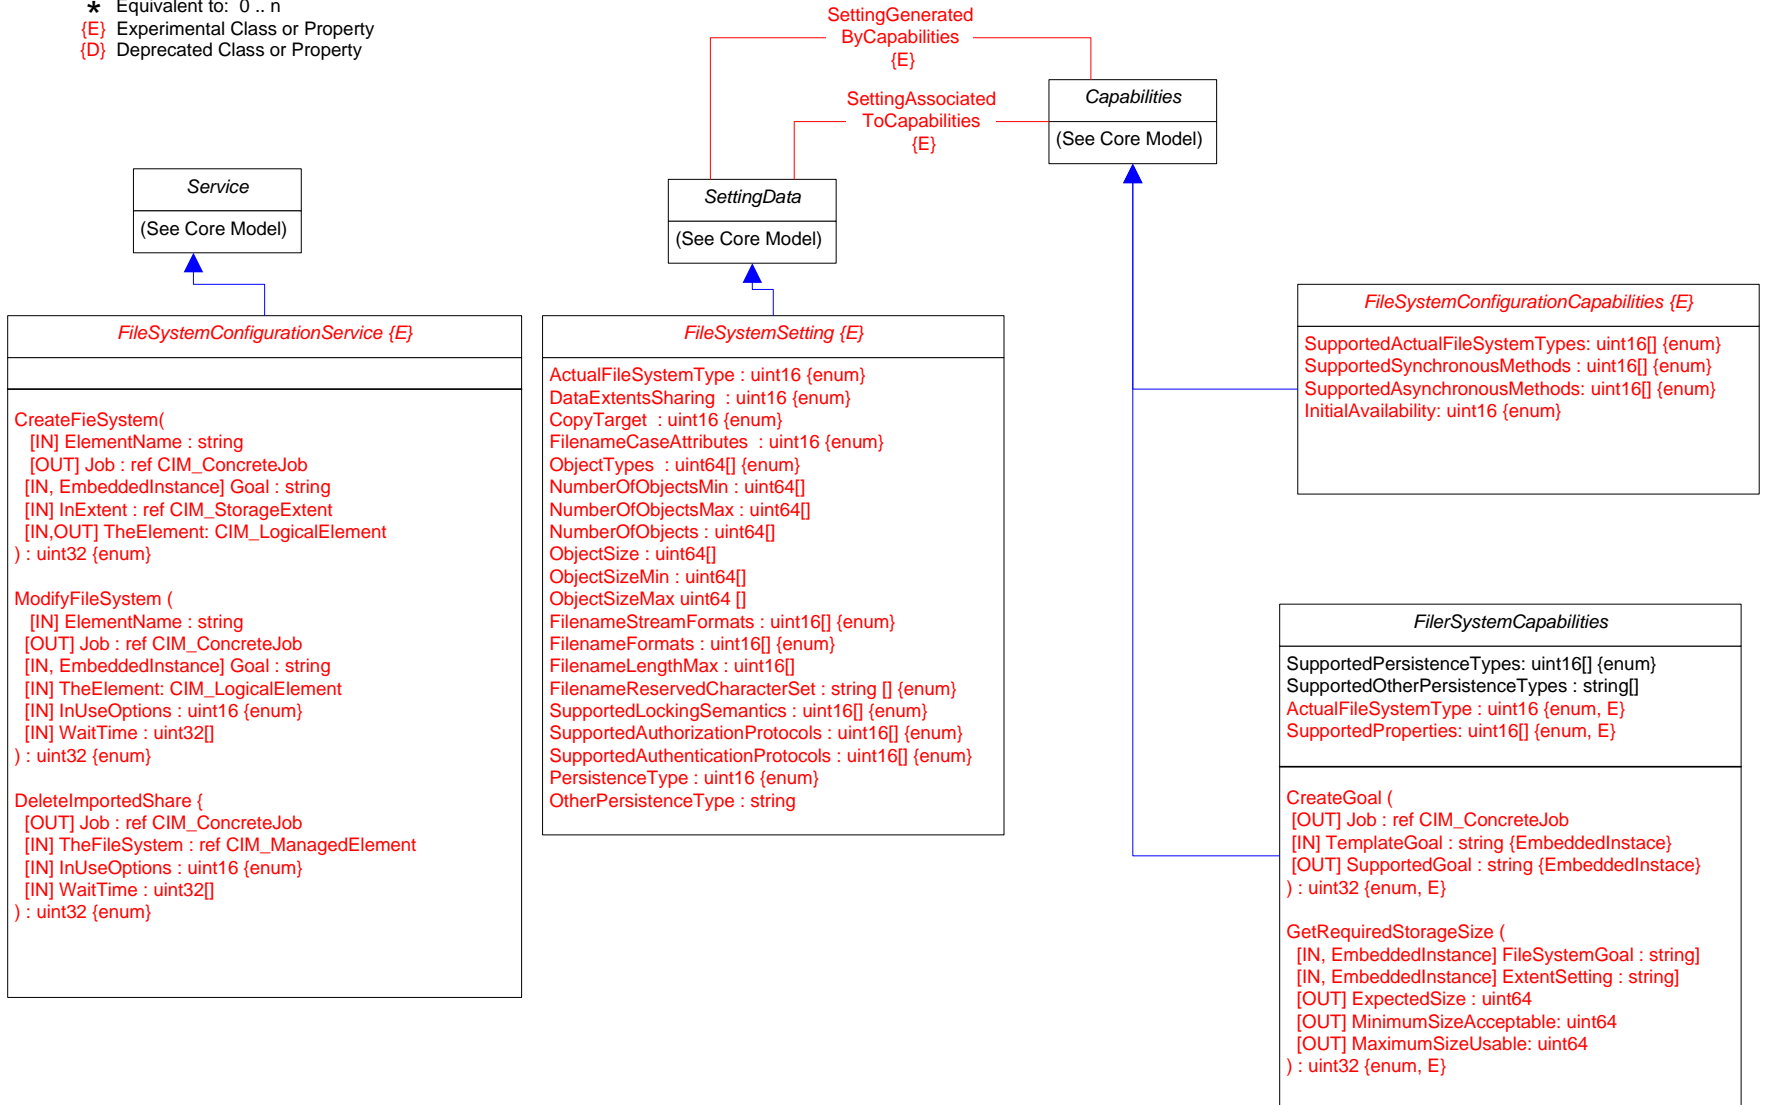 * Equivalent to: 0 .. n
{E} Experimental Class or Property
{D} Deprecated Class or Property
SettingGenerated
ByCapabilities
{E}
SettingAssociated
ToCapabilities
{E}
Capabilities
(See Core Model)
Service
(See Core Model)
SettingData
(See Core Model)
FileSystemConfigurationService {E}
CreateFieSystem(
[IN] ElementName : string
[OUT] Job : ref CIM_ConcreteJob
[IN, EmbeddedInstance] Goal : string
[IN] InExtent : ref CIM_StorageExtent
[IN,OUT] TheElement: CIM_LogicalElement
) : uint32 {enum}
ModifyFileSystem (
[IN] ElementName : string
[OUT] Job : ref CIM_ConcreteJob
[IN, EmbeddedInstance] Goal : string
[IN] TheElement: CIM_LogicalElement
[IN] InUseOptions : uint16 {enum}
[IN] WaitTime : uint32[]
) : uint32 {enum}
DeleteImportedShare {
[OUT] Job : ref CIM_ConcreteJob
[IN] TheFileSystem : ref CIM_ManagedElement
[IN] InUseOptions : uint16 {enum}
[IN] WaitTime : uint32[]
) : uint32 {enum}
FileSystemSetting {E}
ActualFileSystemType : uint16 {enum}
DataExtentsSharing : uint16 {enum}
CopyTarget : uint16 {enum}
FilenameCaseAttributes : uint16 {enum}
ObjectTypes : uint64[] {enum}
NumberOfObjectsMin : uint64[]
NumberOfObjectsMax : uint64[]
NumberOfObjects : uint64[]
ObjectSize : uint64[]
ObjectSizeMin : uint64[]
ObjectSizeMax uint64 []
FilenameStreamFormats : uint16[] {enum}
FilenameFormats : uint16[] {enum}
FilenameLengthMax : uint16[]
FilenameReservedCharacterSet : string [] {enum}
SupportedLockingSemantics : uint16[] {enum}
SupportedAuthorizationProtocols : uint16[] {enum}
SupportedAuthenticationProtocols : uint16[] {enum}
PersistenceType : uint16 {enum}
OtherPersistenceType : string
FileSystemConfigurationCapabilities {E}
SupportedActualFileSystemTypes: uint16[] {enum}
SupportedSynchronousMethods : uint16[] {enum}
SupportedAsynchronousMethods: uint16[] {enum}
InitialAvailability: uint16 {enum}
FilerSystemCapabilities
SupportedPersistenceTypes: uint16[] {enum}
SupportedOtherPersistenceTypes : string[]
ActualFileSystemType : uint16 {enum, E}
SupportedProperties: uint16[] {enum, E}
CreateGoal (
[OUT] Job : ref CIM_ConcreteJob
[IN] TemplateGoal : string {EmbeddedInstace}
[OUT] SupportedGoal : string {EmbeddedInstace}
) : uint32 {enum, E}
GetRequiredStorageSize (
[IN, EmbeddedInstance] FileSystemGoal : string]
[IN, EmbeddedInstance] ExtentSetting : string]
[OUT] ExpectedSize : uint64
[OUT] MinimumSizeAcceptable: uint64
[OUT] MaximumSizeUsable: uint64
) : uint32 {enum, E}